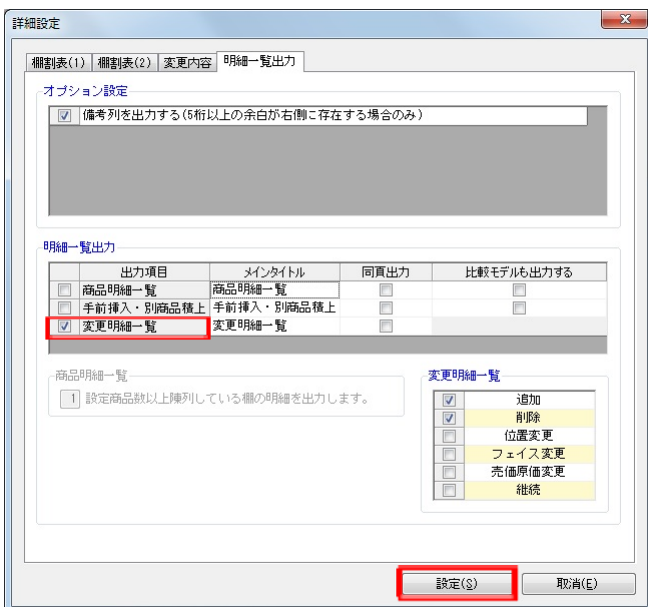 詳細設定
棚割表(1) 棚割表(2) 変更内容 明細一覧出力
オプション設定
備考列を出力する(5桁以上の余白が右側に存在する場合のみ)
明細一覧出力
出力項目 メインタイトル 同頁出力 比較モデルも出力する
商品明細一覧 商品明細一覧
手前挿入・別商品積上 手前挿入・別商品積上
変更明細一覧 変更明細一覧
商品明細一覧
1 設定商品数以上陳列している棚の明細を出力します。
変更明細一覧
追加
削除
位置変更
フェイス変更
売価原価変更
継続
設定(S) 取消(E)